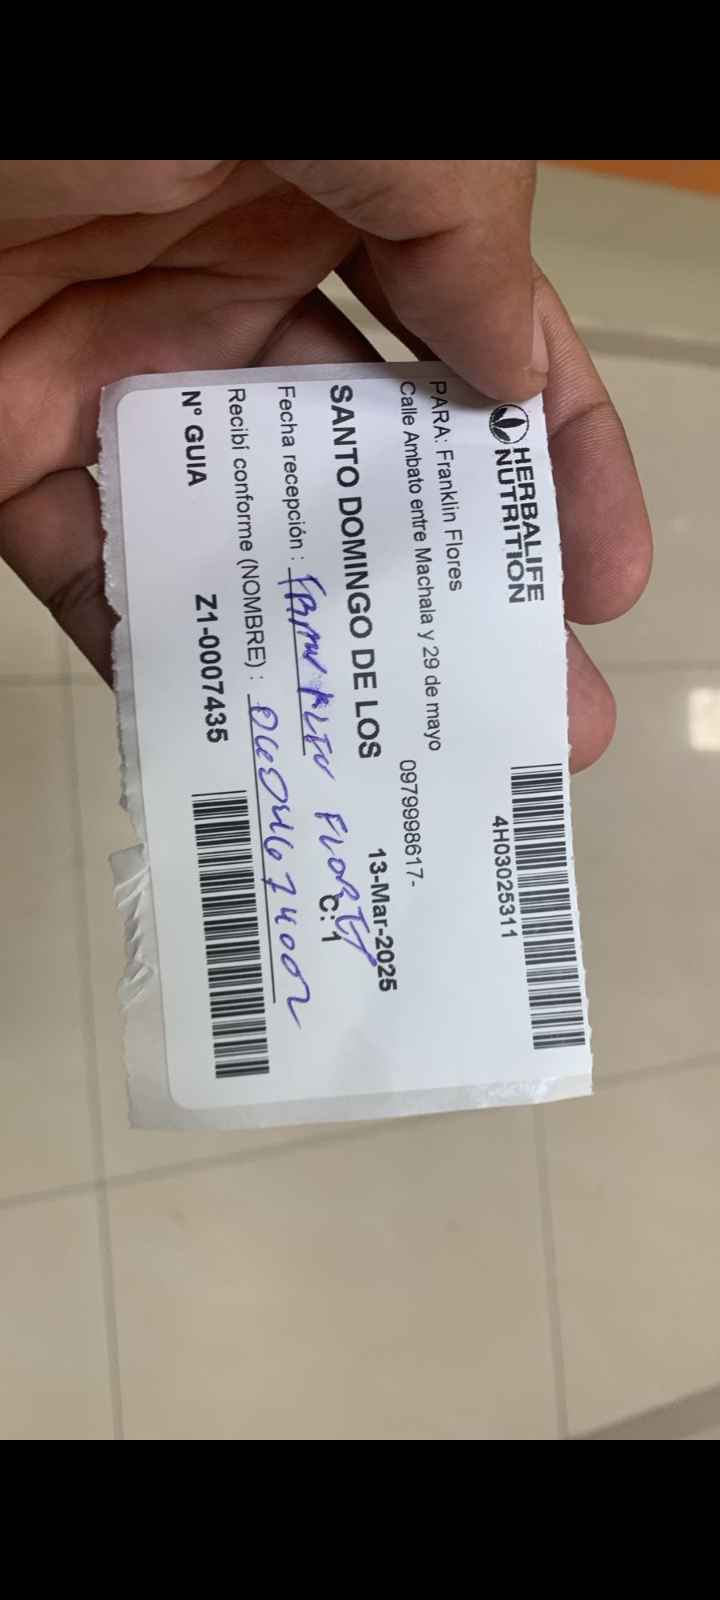 HERBALIFE
NUTRITION
4H03025311
PARA: Franklin Flores
Calle Ambato entre Machala y 29 de mayo
0979998617-
SANTO DOMINGO DE LOS
13-Mar-2025
C: 1
Fecha recepción : Flores
Recibí conforme (NOMBRE) :
N° GUIA Z1-0007435